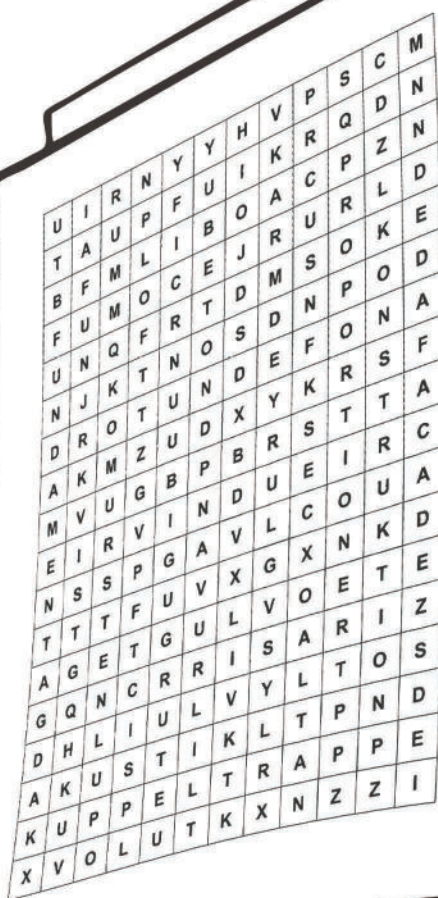 U I R N Y Y H V P S C M
T A U P F U I K R Q D N
B F M L I B O A C P Z N
F U M O C E J R U R L D
U N Q F R T D M S O K E
N J K T N O S D N P O D
D R O T U N D E F O N A
A K M Z U D X Y K R S F
M V U G B P B R S T T A
E I R V I N D U E I R C
N S S P G A V L C O U A
T T T F U V X G X N K D
A G E T G U L V O E T E
G Q N C R R I S A R I Z
D H L I U L V Y L T O S
A K U S T I K L T P N D
K U P P E L T R A P P E
X V O L U T K X N Z Z I